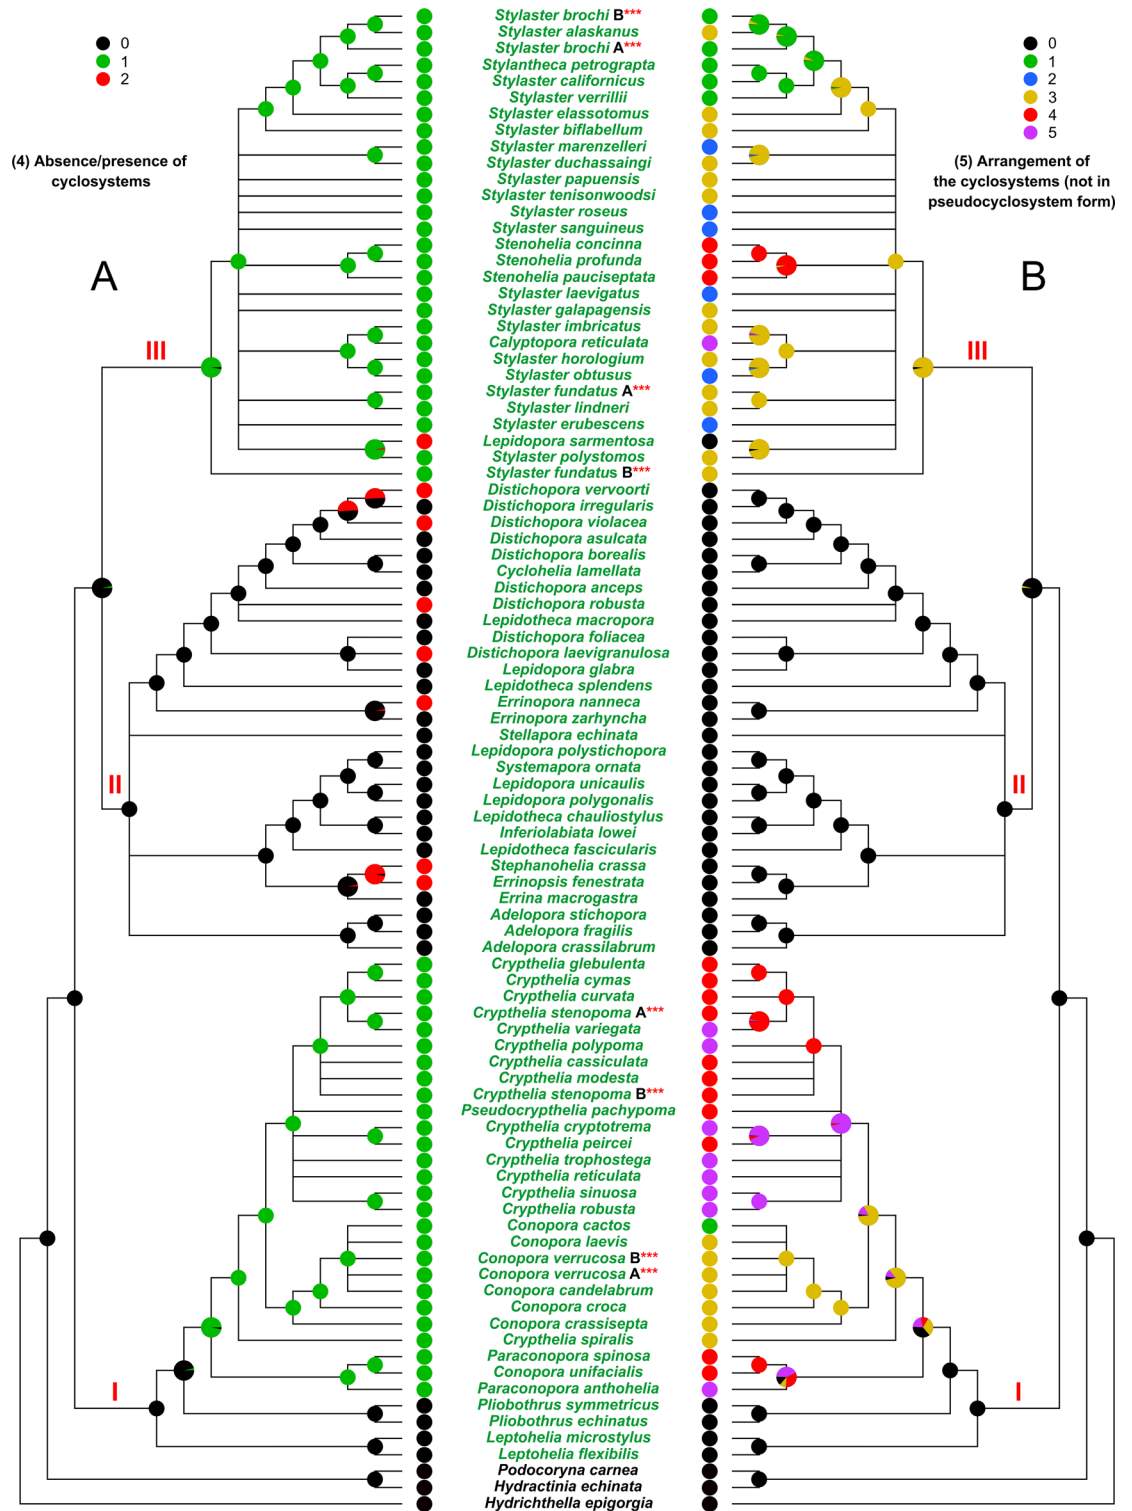 0
1
2
(4) Absence/presence of
cyclosystems
A
III
II
I
Stylaster brochi B***
Stylaster alaskanus
Stylaster brochi A***
Stylantheca petrograpta
Stylaster californicus
Stylaster verrillii
Stylaster elassotomus
Stylaster biflabellum
Stylaster marenzelleri
Stylaster duchassaingi
Stylaster papuensis
Stylaster tenisonwoodsi
Stylaster roseus
Stylaster sanguineus
Stenohelia concinna
Stenohelia profunda
Stenohelia pauciseptata
Stylaster laevigatus
Stylaster galapagensis
Stylaster imbricatus
Calyptopora reticulata
Stylaster horologium
Stylaster obtusus
Stylaster fundatus A***
Stylaster lindneri
Stylaster erubescens
Lepidopora sarmentosa
Stylaster polystomos
Stylaster fundatus B***
Distichopora vervoorti
Distichopora irregularis
Distichopora violacea
Distichopora asulcata
Distichopora borealis
Cyclohelia lamellata
Distichopora anceps
Distichopora robusta
Lepidotheca macropora
Distichopora foliacea
Distichopora laevigranulosa
Lepidopora glabra
Lepidotheca splendens
Errinopora nanneca
Errinopora zarhyncha
Stellapora echinata
Lepidopora polystichopora
Systemapora ornata
Lepidopora unicaulis
Lepidopora polygonalis
Lepidotheca chauliostylus
Inferiolabiata lowei
Lepidotheca fascicularis
Stephanohelia crassa
Errinopsis fenestrata
Errina macrogastra
Adelopora stichopora
Adelopora fragilis
Adelopora crassilabrum
Crypthelia glebulenta
Crypthelia cymas
Crypthelia curvata
Crypthelia stenopoma A***
Crypthelia variegata
Crypthelia polypoma
Crypthelia cassiculata
Crypthelia modesta
Crypthelia stenopoma B***
Pseudocrypthelia pachypoma
Crypthelia cryptotrema
Crypthelia peircei
Crypthelia trophostega
Crypthelia reticulata
Crypthelia sinuosa
Crypthelia robusta
Conopora cactos
Conopora laevis
Conopora verrucosa B***
Conopora verrucosa A***
Conopora candelabrum
Conopora croca
Conopora crassisepta
Crypthelia spiralis
Paraconopora spinosa
Conopora unifacialis
Paraconopora anthohelia
Pliobothrus symmetricus
Pliobothrus echinatus
Leptohelia microstylus
Leptohelia flexibilis
Podocoryna carnea
Hydractinia echinata
Hydrichthella epigorgia
0
1
2
3
4
5
(5) Arrangement of
the cyclosystems (not in
pseudocyclosystem form)
B
III
II
I